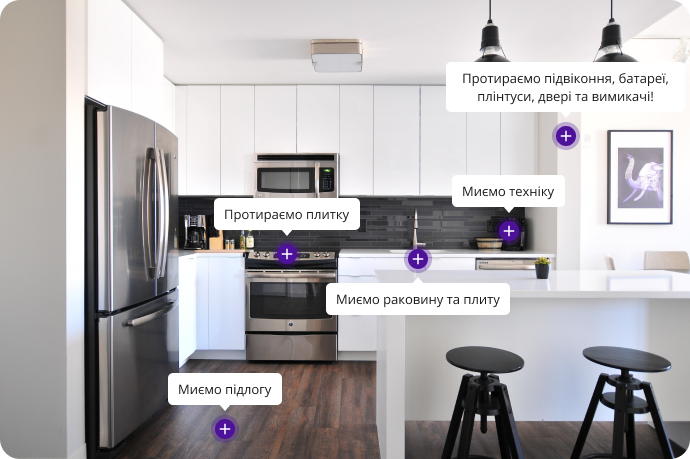 Протираємо підвіконня, батареї,
плінтуси, двері та вимикачі!
Миємо техніку
Протираємо плитку
Миємо раковину та плиту
Миємо підлогу